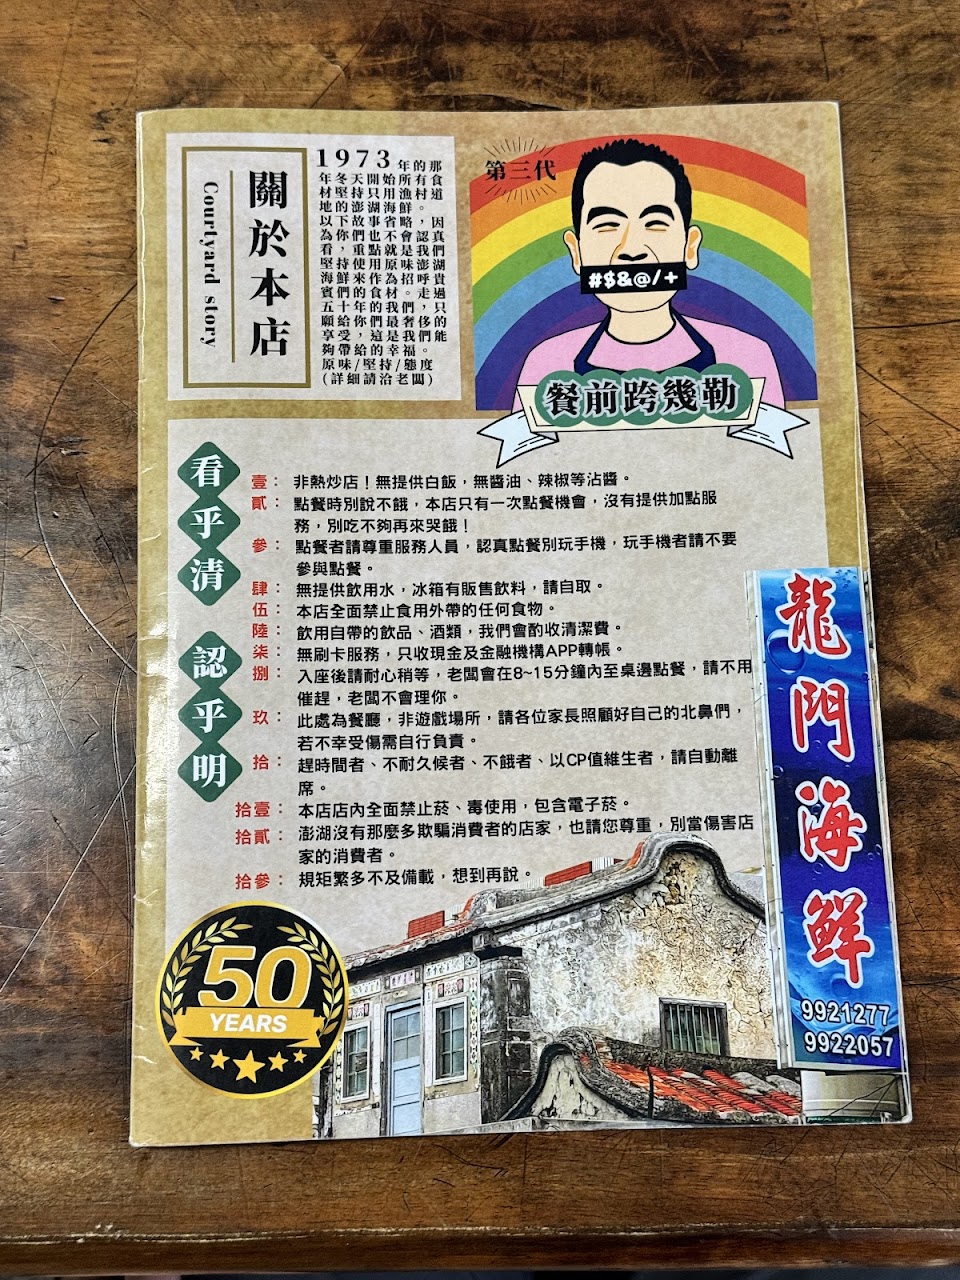 關於本店
Courtyard story
1973年的那
年冬天開始所有食
材堅持只用漁村道
地的澎湖海鮮。
以下故事省略，因
為你們也不會認真
看，重點就是我們
堅持使用原味澎湖
海鮮來作為招呼貴
賓們的食材。走過
五十年的我們，只
願給你們最奢侈的
享受，這是我們能
夠帶給的幸福。
原味/堅持/態度
(詳細請洽老闆)
第三代
#$&@/+
餐前跨幾勒
看乎清
認乎明
壹：非熱炒店！無提供白飯，無醬油、辣椒等沾醬。
貳：點餐時別說不餓，本店只有一次點餐機會，沒有提供加點服
務，別吃不夠再來哭餓！
參：點餐者請尊重服務人員，認真點餐別玩手機，玩手機者請不要
參與點餐。
肆：無提供飲用水，冰箱有販售飲料，請自取。
伍：本店全面禁止食用外帶的任何食物。
陸：飲用自帶的飲品、酒類，我們會酌收清潔費。
柒：無刷卡服務，只收現金及金融機構APP轉帳。
捌：入座後請耐心稍等，老闆會在8~15分鐘內至桌邊點餐，請不用
催趕，老闆不會理你。
玖：此處為餐廳，非遊戲場所，請各位家長照顧好自己的北鼻們，
若不幸受傷需自行負責。
拾：趕時間者、不耐久候者、不餓者、以CP值維生者，請自動離
席。
拾壹：本店店內全面禁止菸、毒使用，包含電子菸。
拾貳：澎湖沒有那麼多欺騙消費者的店家，也請您尊重，別當傷害店
家的消費者。
拾參：規矩繁多不及備載，想到再說。
龍門海鮮
9921277
9922057
50
YEARS